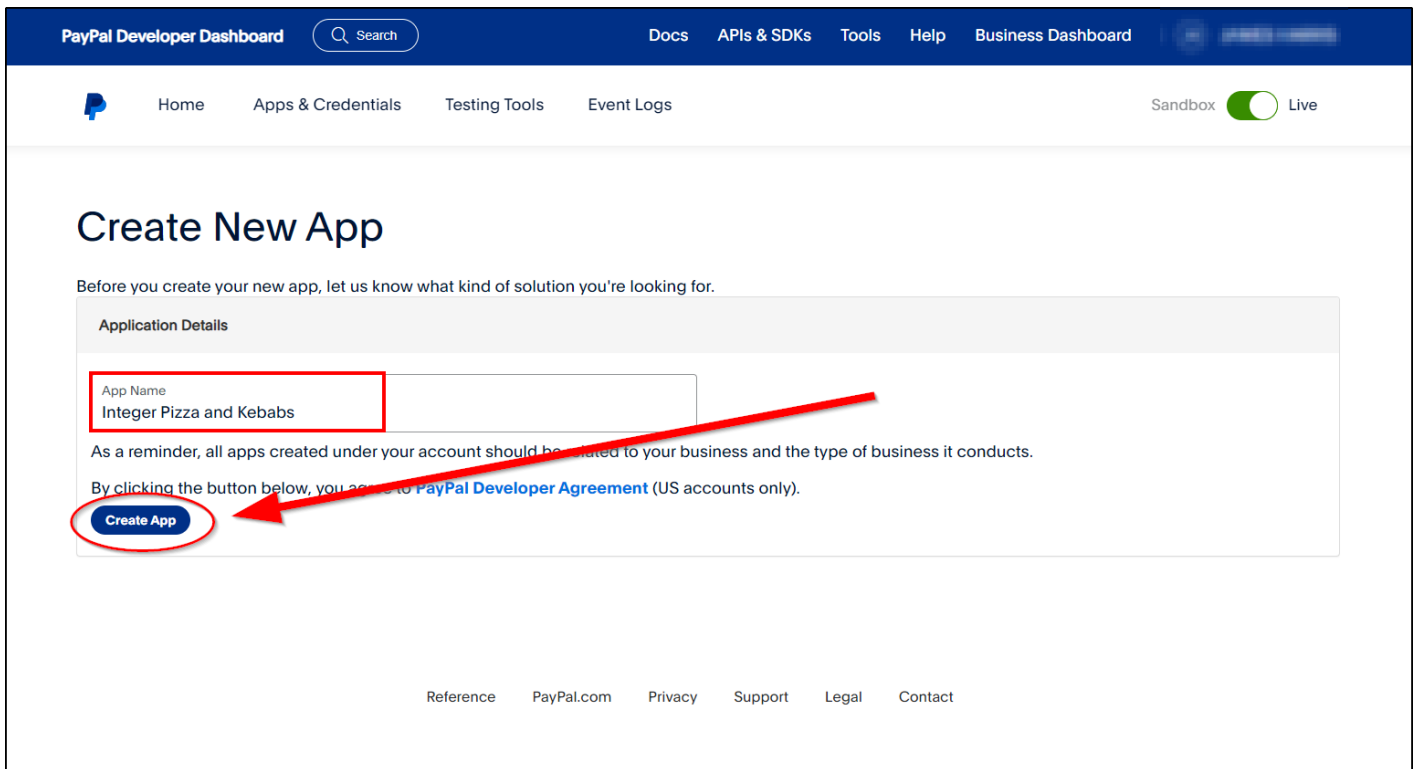 PayPal Developer Dashboard Search Docs APIs & SDKs Tools Help Business Dashboard
Home Apps & Credentials Testing Tools Event Logs Sandbox Live
Create New App
Before you create your new app, let us know what kind of solution you're looking for.
Application Details
App Name
Integer Pizza and Kebabs
As a reminder, all apps created under your account should be related to your business and the type of business it conducts.
By clicking the button below, you agree to PayPal Developer Agreement (US accounts only).
Create App
Reference PayPal.com Privacy Support Legal Contact